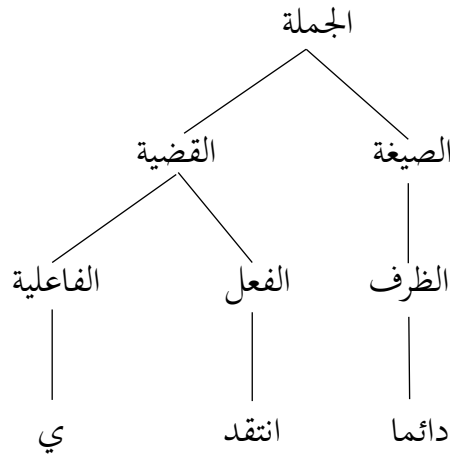 الجملة
الصيغة القضية
الظرف الفعل الفاعلية
دائما انتقد ي